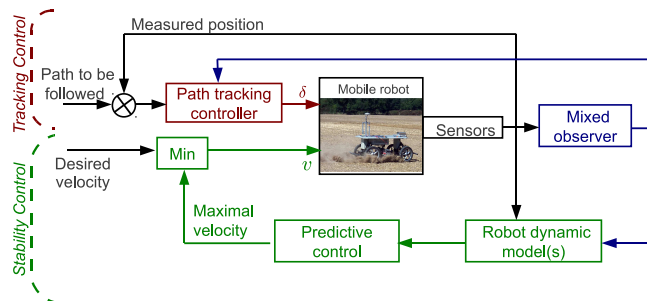 Tracking Control
Measured position
Path to be
followed
Path tracking
controller
δ
Mobile robot
Sensors
Mixed
observer
Stability Control
Desired
velocity
Min
v
Maximal
velocity
Predictive
control
Robot dynamic
model(s)